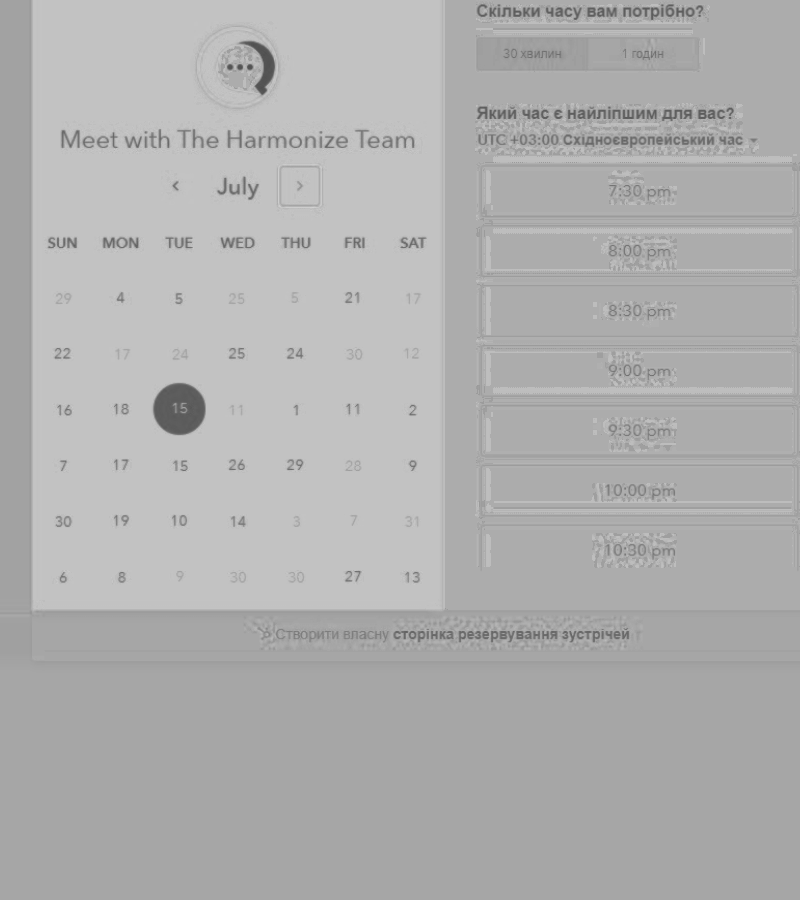 Meet with The Harmonize Team
July
SUN MON TUE WED THU FRI SAT
29 4 5 25 5 21 17
22 17 24 25 24 30 12
16 18 15 11 1 11 2
7 17 15 26 29 28 9
30 19 10 14 3 7 31
6 8 9 30 30 27 13
Скільки часу вам потрібно?
30 хвилин 1 годин
Який час є найліпшим для вас?
UTC +03:00 Східноєвропейський час
7:30 pm
8:00 pm
8:30 pm
9:00 pm
9:30 pm
10:00 pm
10:30 pm
Створити власну сторінка резервування зустрічей